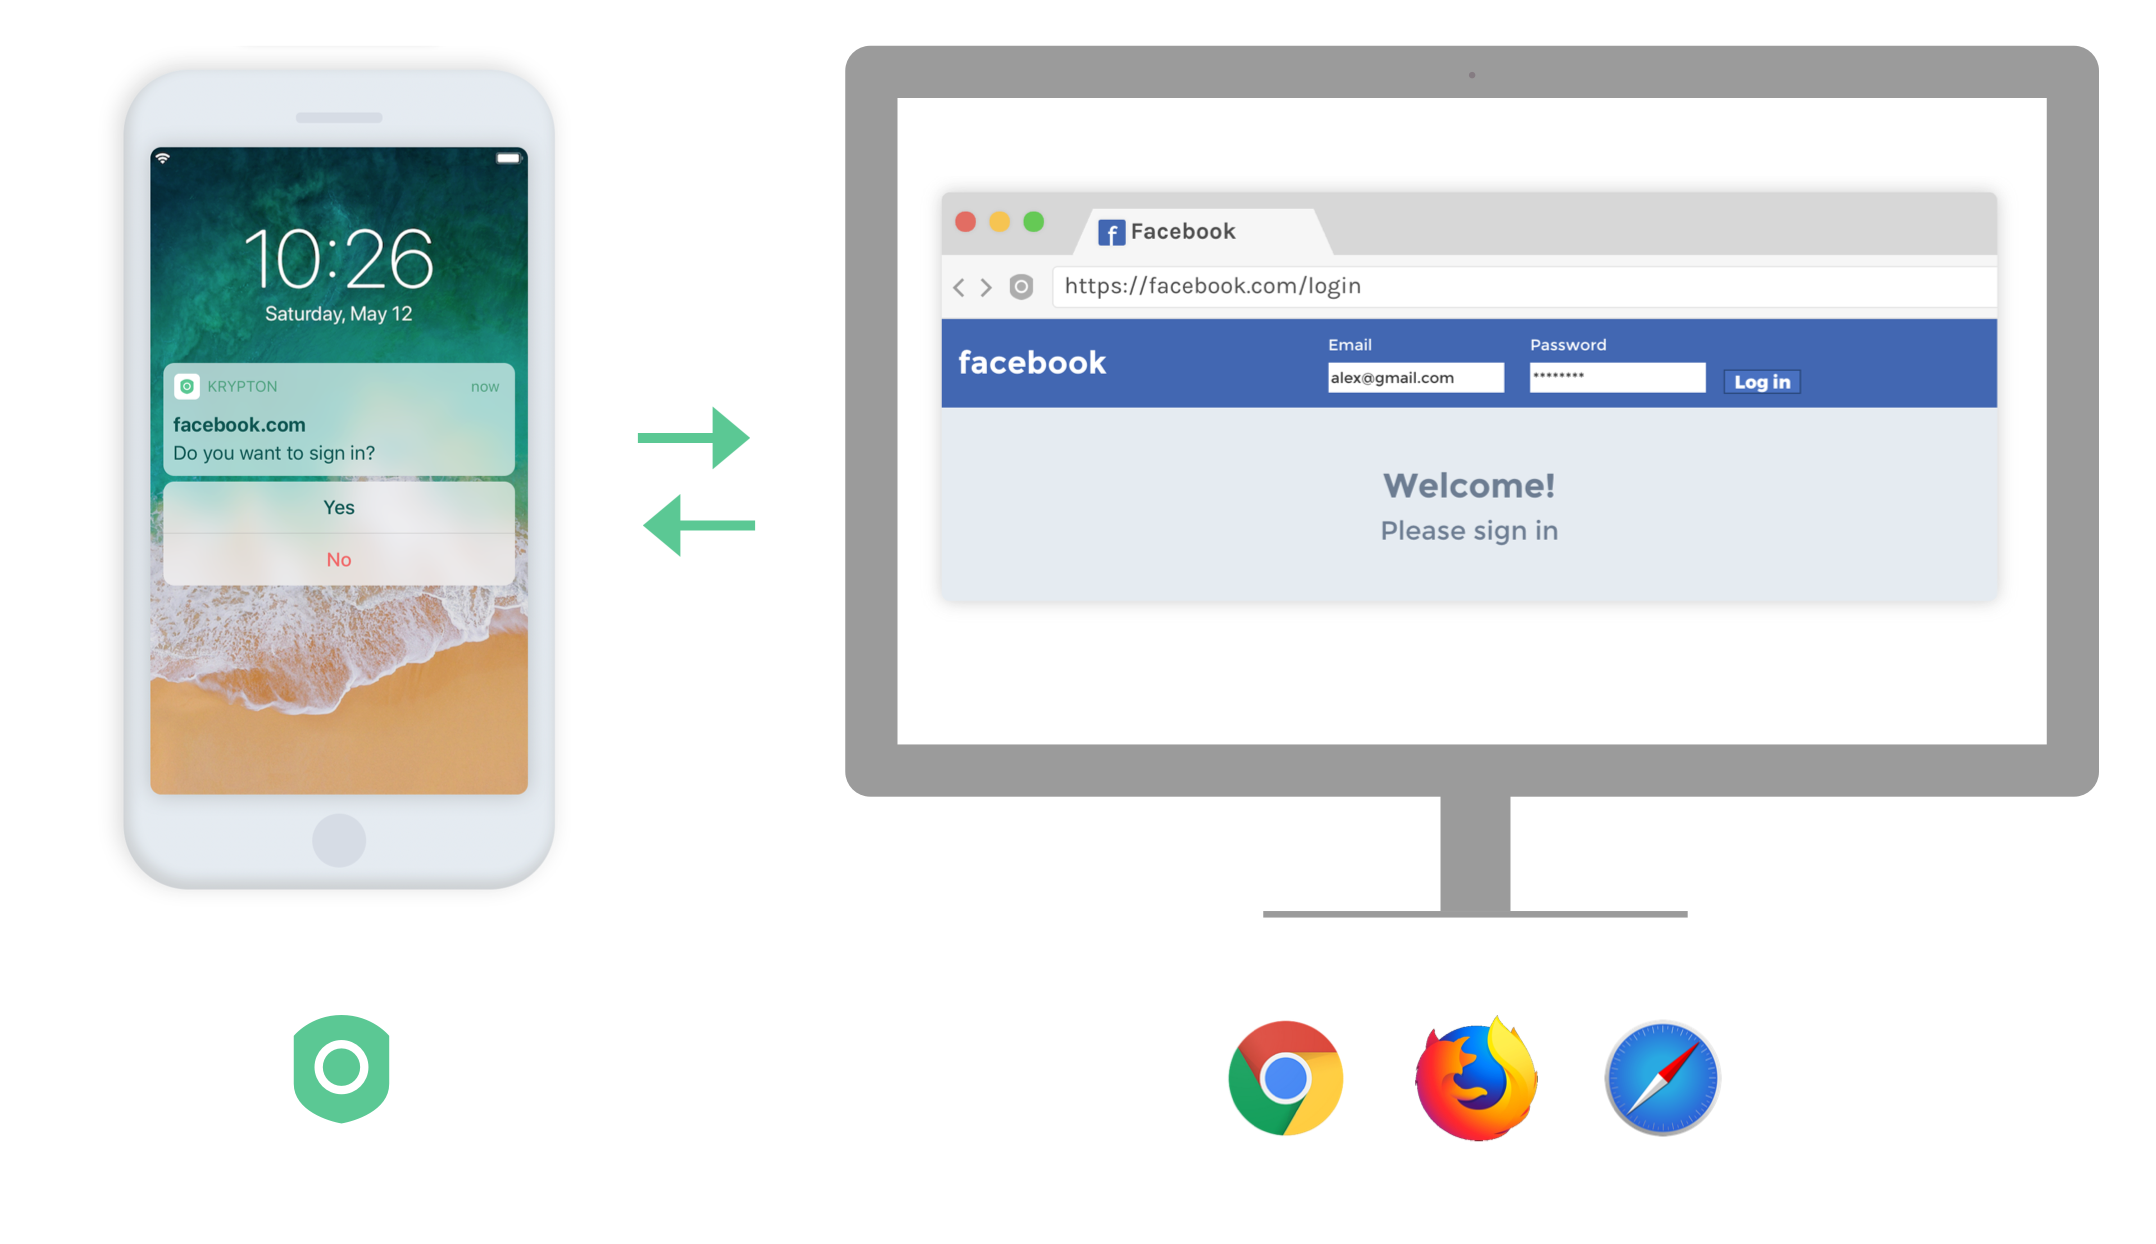 10:26
Saturday, May 12
KRYPTON now
facebook.com
Do you want to sign in?
Yes
No
f Facebook
https://facebook.com/login
facebook
Email
alex@gmail.com
Password
********
Log in
Welcome!
Please sign in